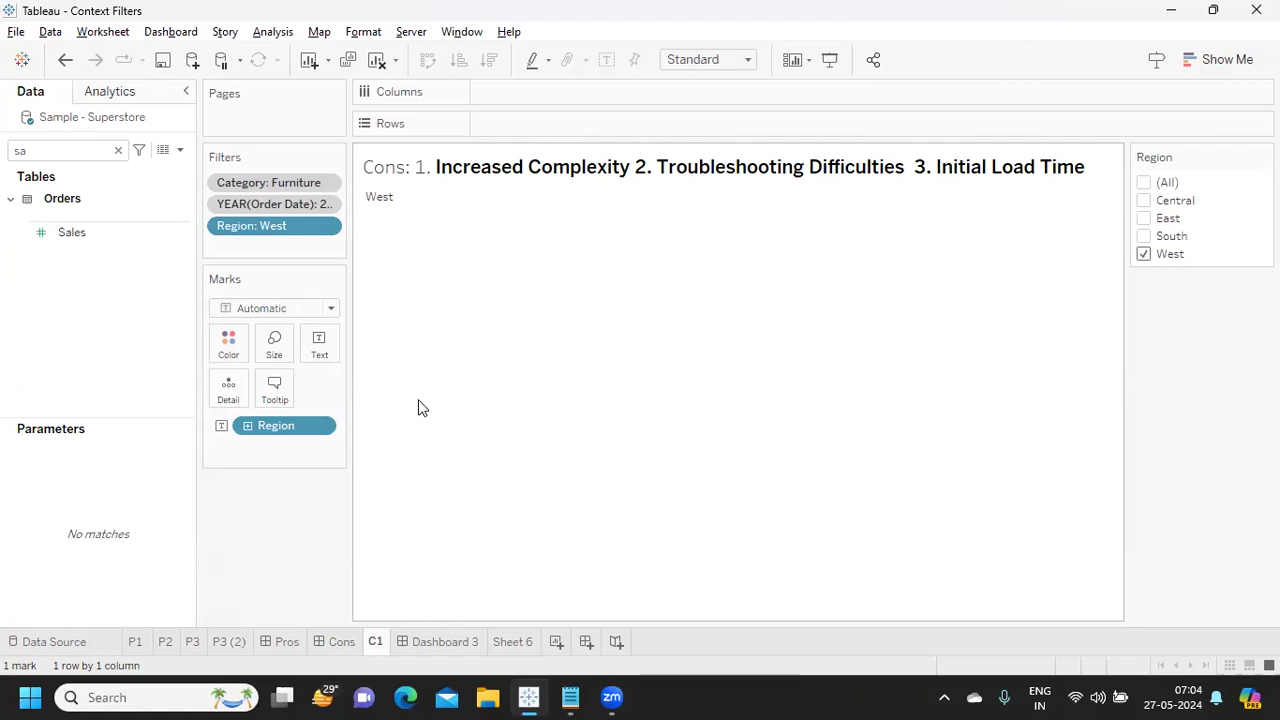 Tableau - Context Filters
File Data Worksheet Dashboard Story Analysis Map Format Server Window Help
Standard
Show Me
Data Analytics
Sample - Superstore
sa
Tables
Orders
Sales
Parameters
No matches
Pages
Filters
Category: Furniture
YEAR(Order Date): 2..
Region: West
Marks
Automatic
Color Size Text
Detail Tooltip
Region
Columns
Rows
Cons: 1. Increased Complexity 2. Troubleshooting Difficulties 3. Initial Load Time
West
Region
(All)
Central
East
South
West
Data Source P1 P2 P3 P3 (2) Pros Cons C1 Dashboard 3 Sheet 6
1 mark 1 row by 1 column
Search
29°
zm
ENG
IN
07:04
27-05-2024
PRE